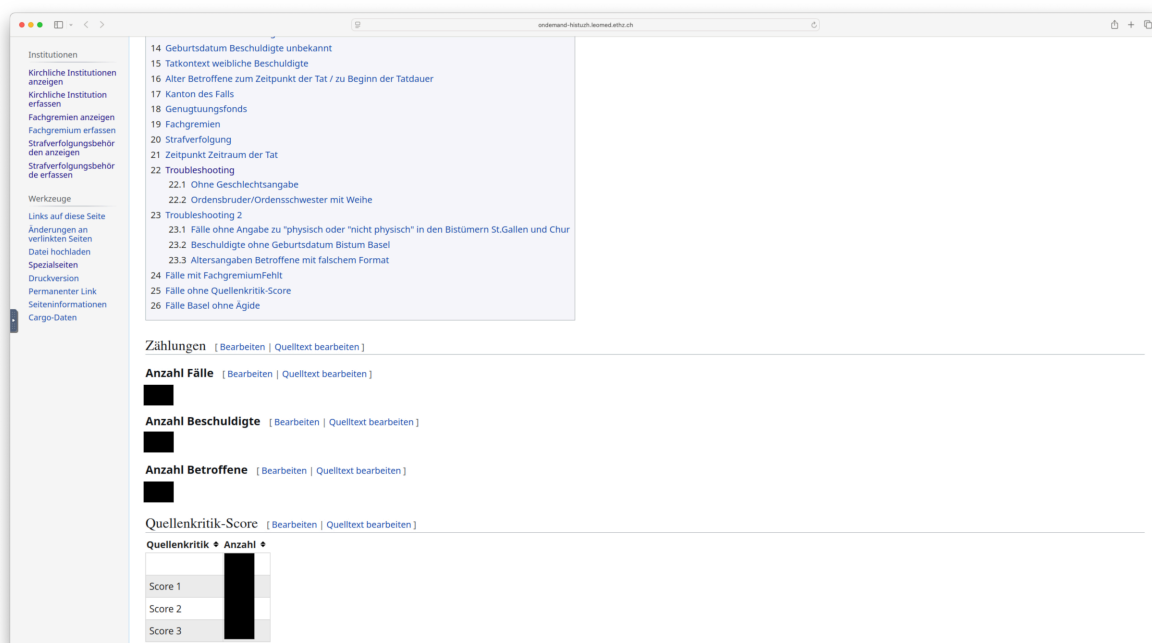 ondemand-histuzh.leomed.ethz.ch
Institutionen
Kirchliche Institutionen
anzeigen
Kirchliche Institution
erfassen
Fachgremien anzeigen
Fachgremium erfassen
Strafverfolgungsbehör
den anzeigen
Strafverfolgungsbehör
de erfassen
Werkzeuge
Links auf diese Seite
Änderungen an
verlinkten Seiten
Datei hochladen
Spezialseiten
Druckversion
Permanenter Link
Seiteninformationen
Cargo-Daten
14 Geburtsdatum Beschuldigte unbekannt
15 Tatkontext weibliche Beschuldigte
16 Alter Betroffene zum Zeitpunkt der Tat / zu Beginn der Tatdauer
17 Kanton des Falls
18 Genugtuungsfonds
19 Fachgremien
20 Strafverfolgung
21 Zeitpunkt Zeitraum der Tat
22 Troubleshooting
22.1 Ohne Geschlechtsangabe
22.2 Ordensbruder/Ordensschwester mit Weihe
23 Troubleshooting 2
23.1 Fälle ohne Angabe zu "physisch oder "nicht physisch" in den Bistümern St.Gallen und Chur
23.2 Beschuldigte ohne Geburtsdatum Bistum Basel
23.3 Altersangaben Betroffene mit falschem Format
24 Fälle mit FachgremiumFehlt
25 Fälle ohne Quellenkritik-Score
26 Fälle Basel ohne Ägide
Zählungen [ Bearbeiten | Quelltext bearbeiten ]
Anzahl Fälle [ Bearbeiten | Quelltext bearbeiten ]
Anzahl Beschuldigte [ Bearbeiten | Quelltext bearbeiten ]
Anzahl Betroffene [ Bearbeiten | Quelltext bearbeiten ]
Quellenkritik-Score [ Bearbeiten | Quelltext bearbeiten ]
Quellenkritik Anzahl
Score 1
Score 2
Score 3